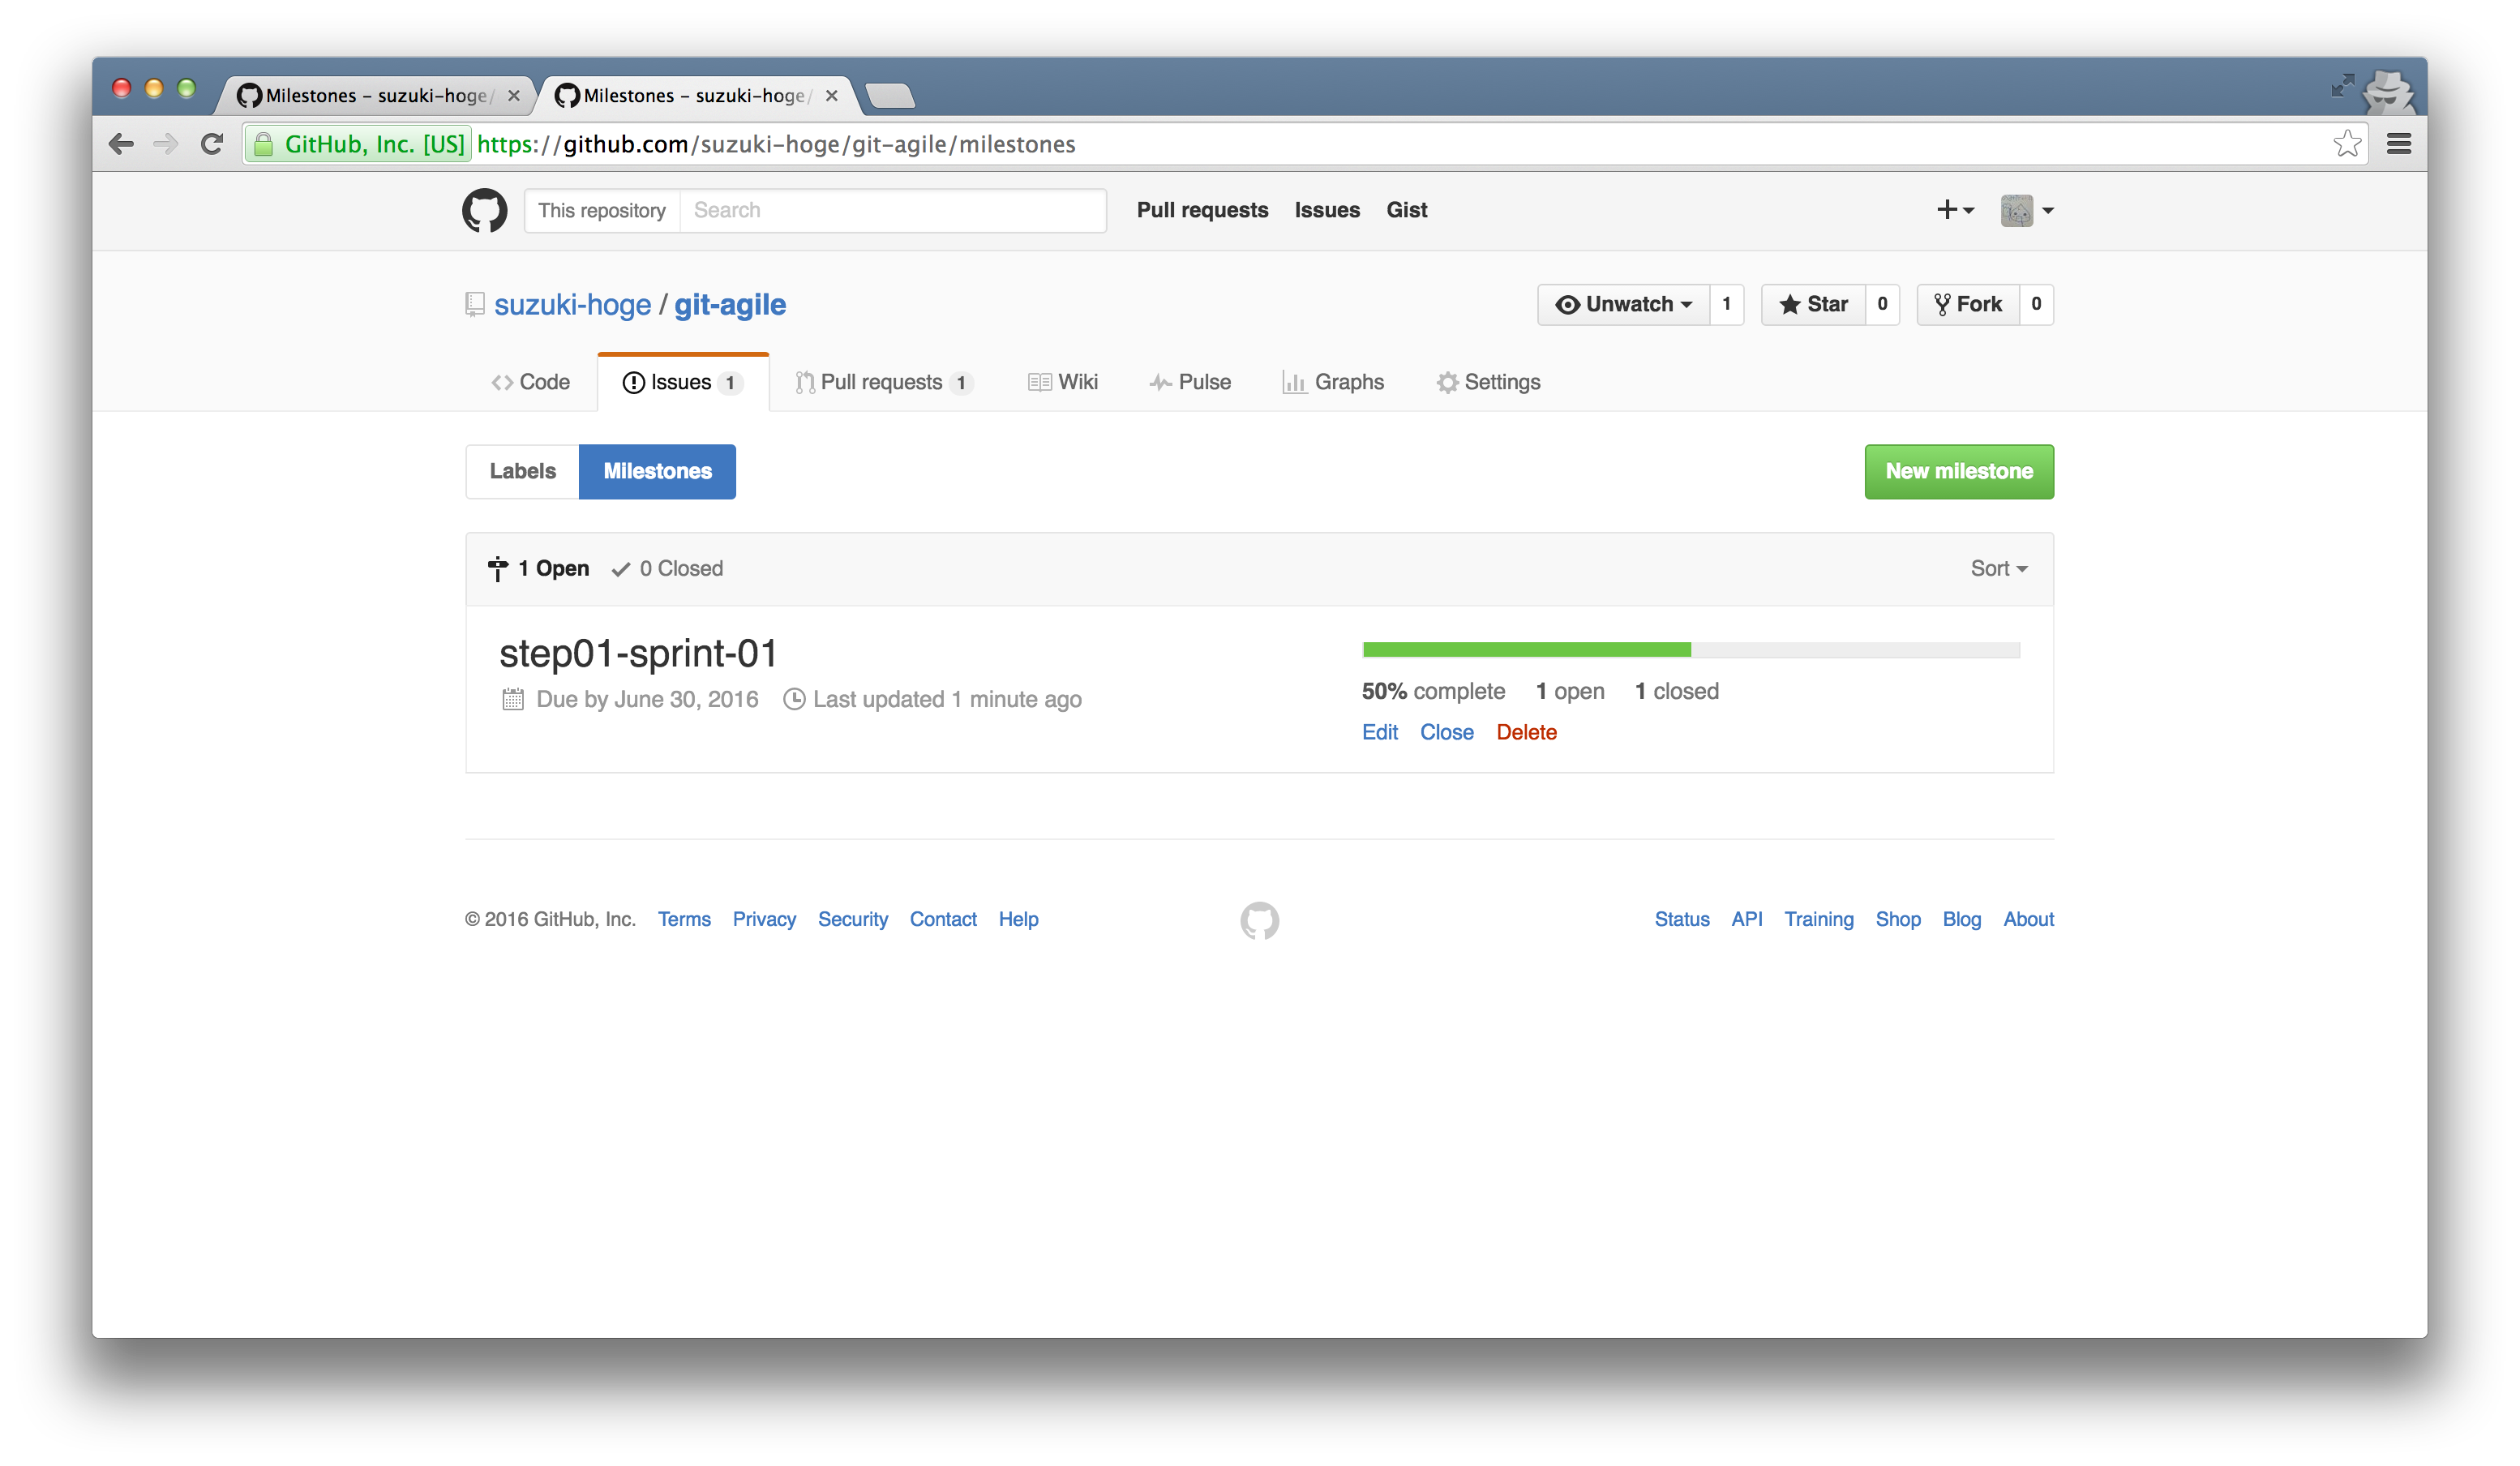 Milestones – suzuki-hoge/ Milestones – suzuki-hoge/
GitHub, Inc. [US] https://github.com/suzuki-hoge/git-agile/milestones
This repository Search Pull requests Issues Gist
suzuki-hoge / git-agile Unwatch 1 Star 0 Fork 0
Code Issues 1 Pull requests 1 Wiki Pulse Graphs Settings
Labels Milestones New milestone
1 Open 0 Closed Sort
step01-sprint-01
Due by June 30, 2016 Last updated 1 minute ago
50% complete 1 open 1 closed
Edit Close Delete
© 2016 GitHub, Inc. Terms Privacy Security Contact Help Status API Training Shop Blog About